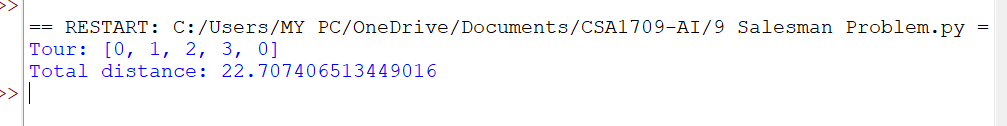 >>
== RESTART: C:/Users/MY PC/OneDrive/Documents/CSA1709-AI/9 Salesman Problem.py =
Tour: [0, 1, 2, 3, 0]
Total distance: 22.707406513449016
>>